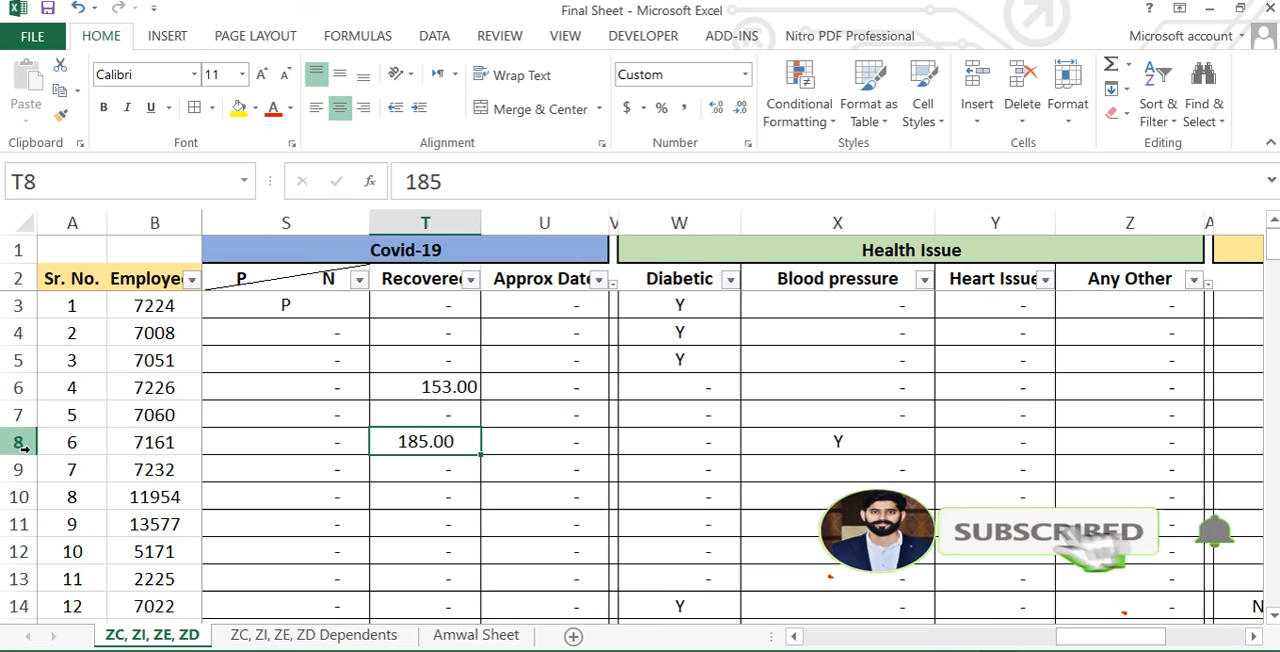 Final Sheet - Microsoft Excel
?
FILE HOME INSERT PAGE LAYOUT FORMULAS DATA REVIEW VIEW DEVELOPER ADD-INS Nitro PDF Professional Microsoft account
Calibri 11 A A Wrap Text Custom Σ
Paste B I U A Merge & Center $ % , Conditional Formatting Format as Table Cell Styles Insert Delete Format Sort & Filter Find & Select
Clipboard Font Alignment Number Styles Cells Editing
T8 fx 185
A B S T U V W X Y Z A
1 Covid-19 Health Issue
2 Sr. No. Employe P N Recovere Approx Date Diabetic Blood pressure Heart Issue Any Other
3 1 7224 P - - Y - - -
4 2 7008 - - - Y - - -
5 3 7051 - - - Y - - -
6 4 7226 - 153.00 - - - - -
7 5 7060 - - - - - - -
8 6 7161 - 185.00 - - Y - -
9 7 7232 - - - - - - -
10 8 11954 - - - - - - -
11 9 13577 - - - - - -
12 10 5171 - - - - - -
13 11 2225 - - - - - - -
14 12 7022 - - - Y - - - N
SUBSCRIBED
ZC, ZI, ZE, ZD ZC, ZI, ZE, ZD Dependents Amwal Sheet